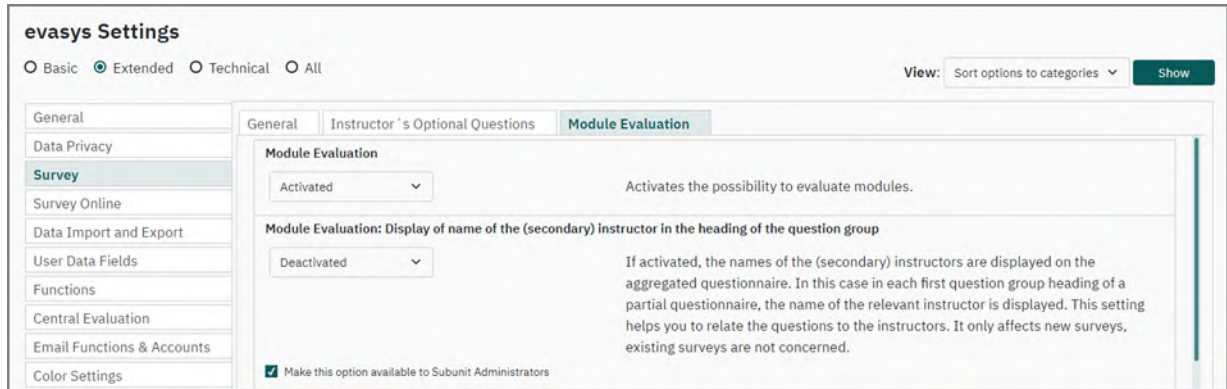 evasys Settings
Basic Extended Technical All
View: Sort options to categories Show
General
Data Privacy
Survey
Survey Online
Data Import and Export
User Data Fields
Functions
Central Evaluation
Email Functions & Accounts
Color Settings
General Instructor´s Optional Questions Module Evaluation
Module Evaluation
Activated
Activates the possibility to evaluate modules.
Module Evaluation: Display of name of the (secondary) instructor in the heading of the question group
Deactivated
If activated, the names of the (secondary) instructors are displayed on the
aggregated questionnaire. In this case in each first question group heading of a
partial questionnaire, the name of the relevant instructor is displayed. This setting
helps you to relate the questions to the instructors. It only affects new surveys,
existing surveys are not concerned.
Make this option available to Subunit Administrators